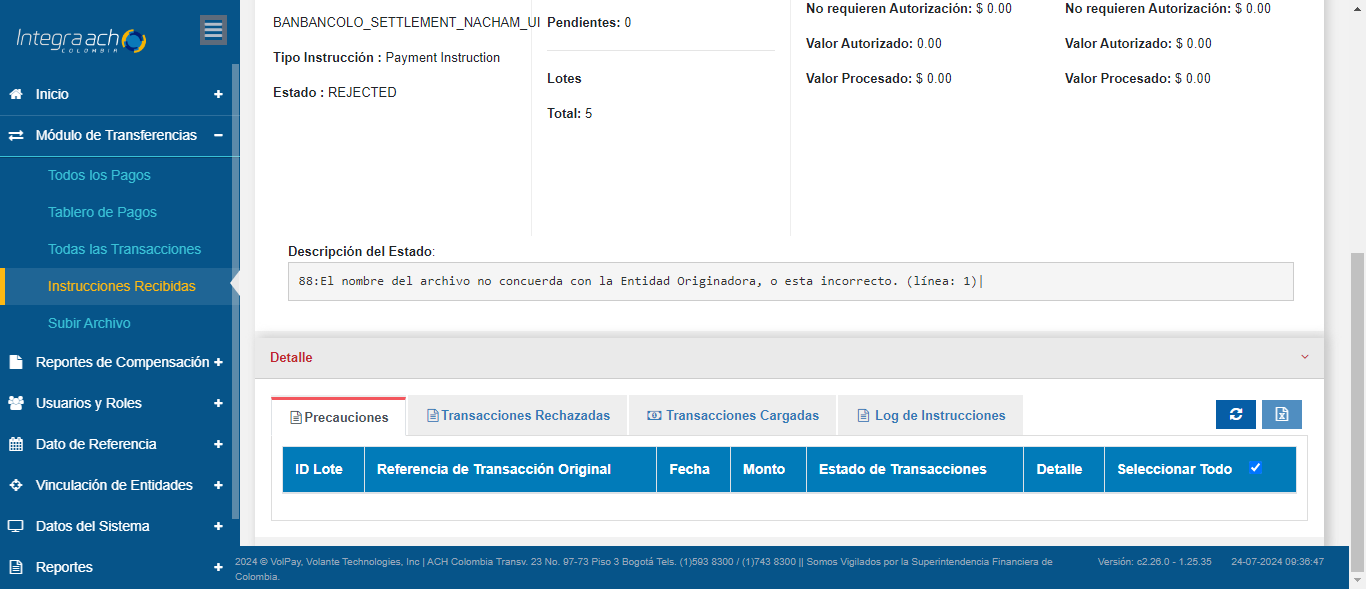 Integra ach
COLOMBIA
Inicio +
Módulo de Transferencias −
Todos los Pagos
Tablero de Pagos
Todas las Transacciones
Instrucciones Recibidas
Subir Archivo
Reportes de Compensación +
Usuarios y Roles +
Dato de Referencia +
Vinculación de Entidades +
Datos del Sistema +
Reportes +
BANBANCOLO_SETTLEMENT_NACHAM_UI
Tipo Instrucción : Payment Instruction
Estado : REJECTED
Pendientes: 0
Lotes
Total: 5
No requieren Autorización: $ 0.00
Valor Autorizado: 0.00
Valor Procesado: $ 0.00
No requieren Autorización: $ 0.00
Valor Autorizado: $ 0.00
Valor Procesado: $ 0.00
Descripción del Estado:
88:El nombre del archivo no concuerda con la Entidad Originadora, o esta incorrecto. (línea: 1)|
Detalle
Precauciones Transacciones Rechazadas Transacciones Cargadas Log de Instrucciones
ID Lote Referencia de Transacción Original Fecha Monto Estado de Transacciones Detalle Seleccionar Todo
2024 © VolPay, Volante Technologies, Inc | ACH Colombia Transv. 23 No. 97-73 Piso 3 Bogotá Tels. (1)593 8300 / (1)743 8300 || Somos Vigilados por la Superintendencia Financiera de
Colombia.
Versión: c2.26.0 - 1.25.35 24-07-2024 09:36:47